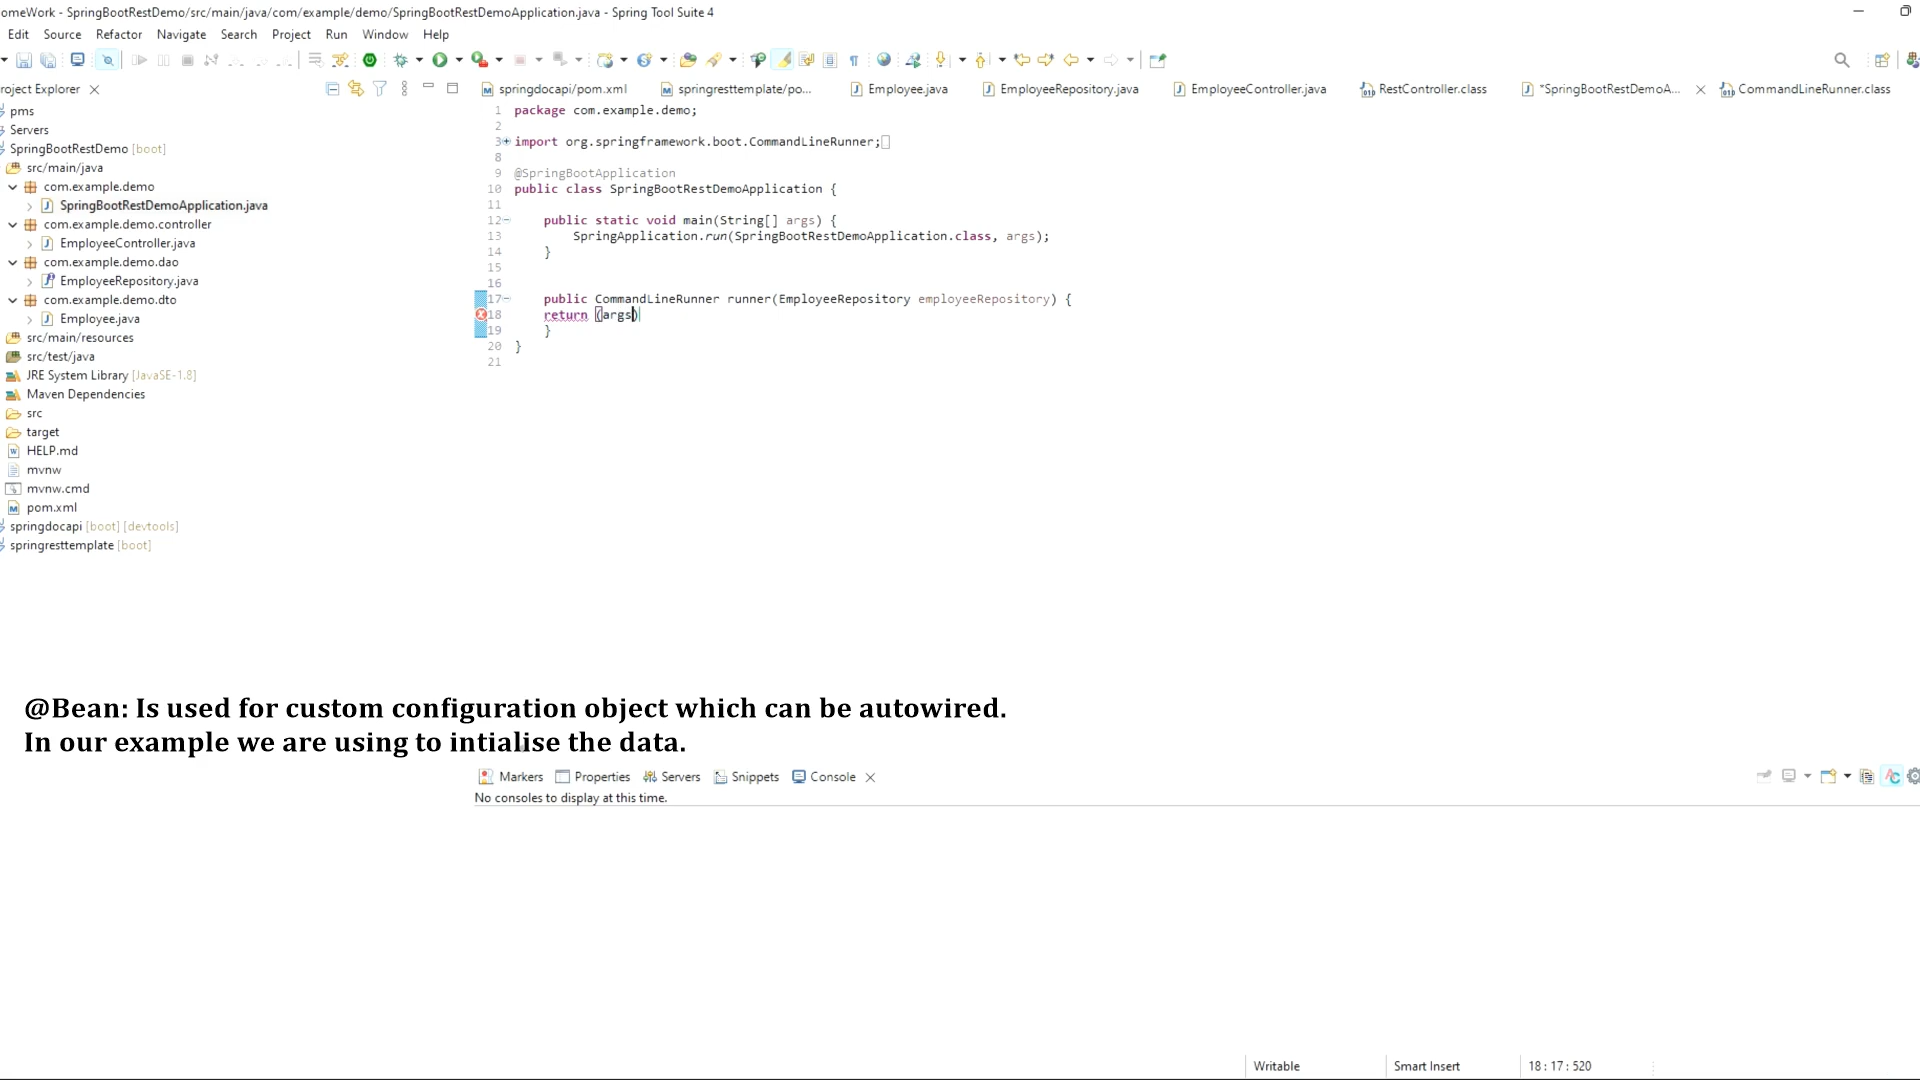 omeWork - SpringBootRestDemo/src/main/java/com/example/demo/SpringBootRestDemoApplication.java - Spring Tool Suite 4
Edit Source Refactor Navigate Search Project Run Window Help
roject Explorer
springdocapi/pom.xml springresttemplate/po... Employee.java EmployeeRepository.java EmployeeController.java RestController.class *SpringBootRestDemoA... CommandLineRunner.class
pms
Servers
SpringBootRestDemo [boot]
src/main/java
com.example.demo
SpringBootRestDemoApplication.java
com.example.demo.controller
EmployeeController.java
com.example.demo.dao
EmployeeRepository.java
com.example.demo.dto
Employee.java
src/main/resources
src/test/java
JRE System Library [JavaSE-1.8]
Maven Dependencies
src
target
HELP.md
mvnw
mvnw.cmd
pom.xml
springdocapi [boot] [devtools]
springresttemplate [boot]
1 package com.example.demo;
2
3 import org.springframework.boot.CommandLineRunner;
8
9 @SpringBootApplication
10 public class SpringBootRestDemoApplication {
11
12 public static void main(String[] args) {
13 SpringApplication.run(SpringBootRestDemoApplication.class, args);
14 }
15
16
17 public CommandLineRunner runner(EmployeeRepository employeeRepository) {
18 return (args)
19 }
20 }
21
@Bean: Is used for custom configuration object which can be autowired.
In our example we are using to intialise the data.
Markers Properties Servers Snippets Console
No consoles to display at this time.
Writable Smart Insert 18 : 17 : 520